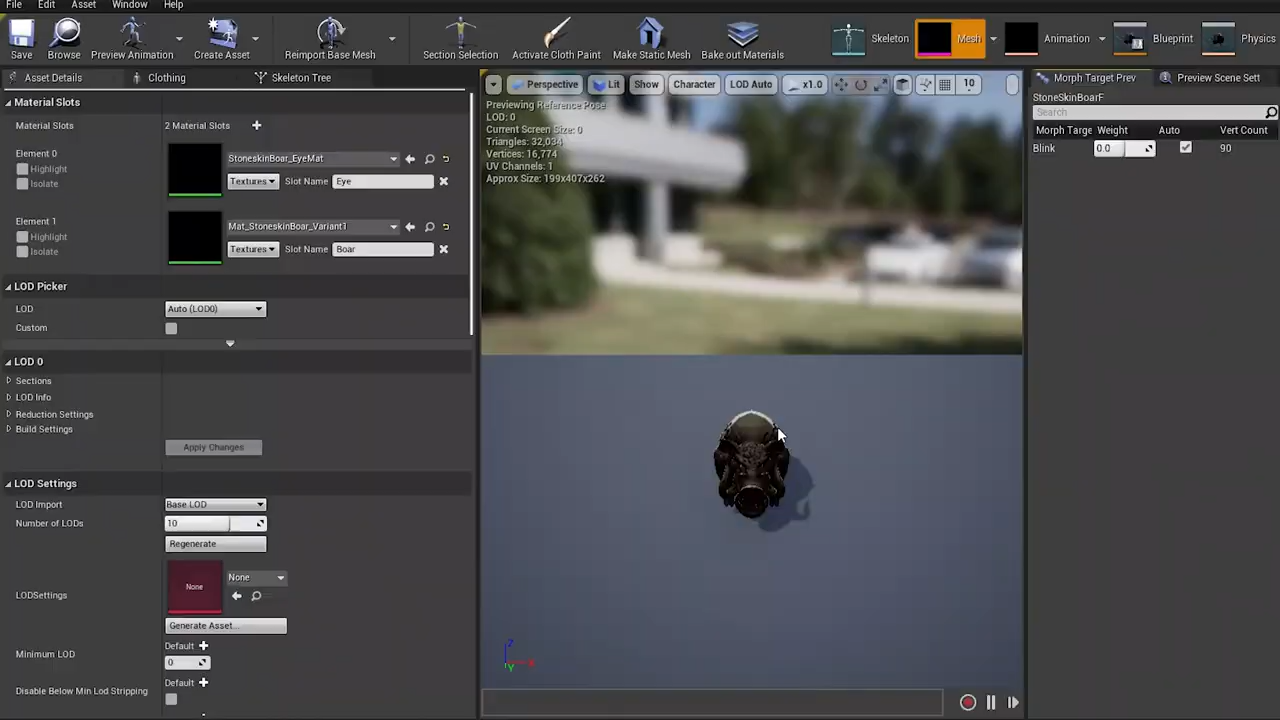 File Edit Asset Window Help
Save Browse Preview Animation Create Asset Reimport Base Mesh Section Selection Activate Cloth Paint Make Static Mesh Bake out Materials Skeleton Mesh Animation Blueprint Physics
Asset Details Clothing Skeleton Tree
Material Slots
Material Slots 2 Material Slots
Element 0
Highlight
Isolate
StoneskinBoar_EyeMat
Textures Slot Name Eye
Element 1
Highlight
Isolate
Mat_StoneskinBoar_Variant1
Textures Slot Name Boar
LOD Picker
LOD Auto (LOD0)
Custom
LOD 0
Sections
LOD Info
Reduction Settings
Build Settings
Apply Changes
LOD Settings
LOD Import Base LOD
Number of LODs 10
Regenerate
LODSettings None None
Generate Asset...
Minimum LOD Default
0
Disable Below Min Lod Stripping Default
Perspective Lit Show Character LOD Auto x1.0 10
Previewing Reference Pose
LOD: 0
Current Screen Size: 0
Triangles: 32,034
Vertices: 16,774
UV Channels: 1
Approx Size: 199x407x262
Z
X
Y
Morph Target Prev Preview Scene Sett
StoneSkinBoarF
Search
Morph Targe Weight Auto Vert Count
Blink 0.0 90